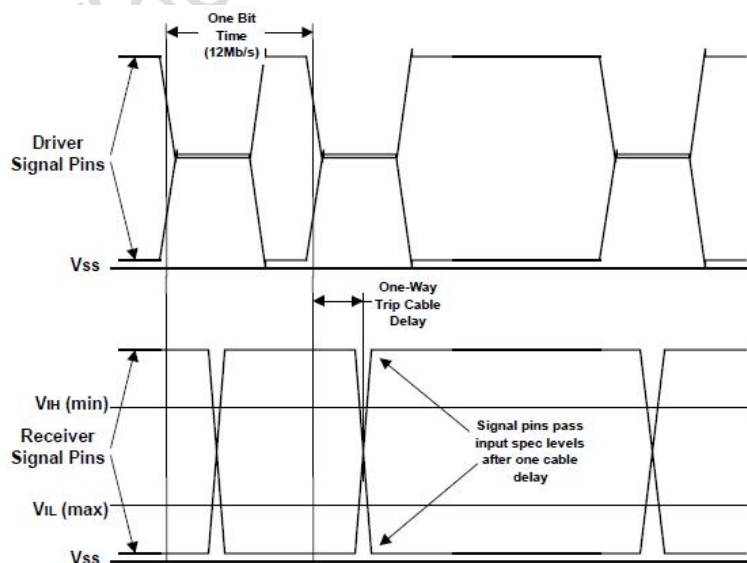 One Bit
Time
(12Mb/s)
Driver
Signal Pins
Vss
One-Way
Trip Cable
Delay
VIH (min)
Receiver
Signal Pins
Signal pins pass
input spec levels
after one cable
delay
VIL (max)
Vss